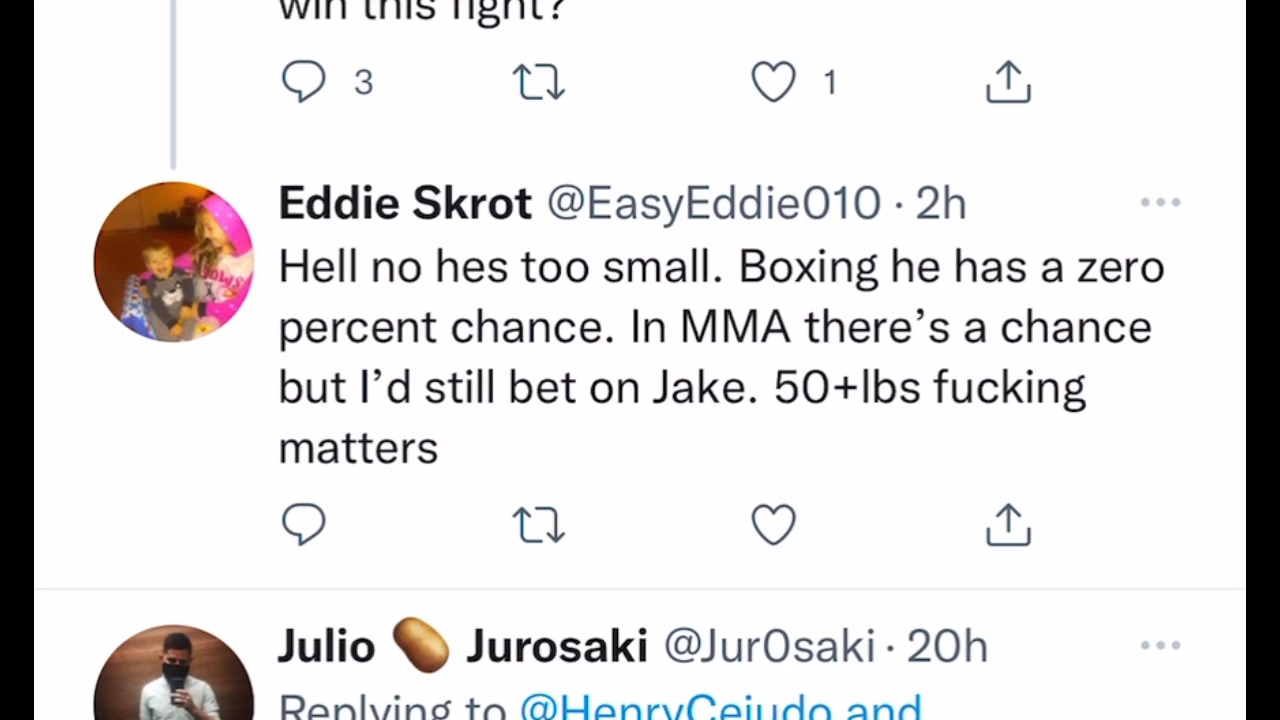 win this fight?
3
1
Eddie Skrot @EasyEddie010 · 2h
Hell no hes too small. Boxing he has a zero
percent chance. In MMA there’s a chance
but I’d still bet on Jake. 50+lbs fucking
matters
Julio 🥔 Jurosaki @Jur0saki · 20h
Replying to @HenryCejudo and